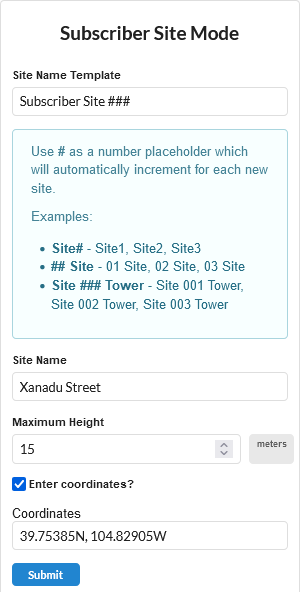 Subscriber Site Mode
Site Name Template
Subscriber Site ###
Use # as a number placeholder which
will automatically increment for each new
site.
Examples:
• Site# - Site1, Site2, Site3
• ## Site - 01 Site, 02 Site, 03 Site
• Site ### Tower - Site 001 Tower,
Site 002 Tower, Site 003 Tower
Site Name
Xanadu Street
Maximum Height
15 meters
Enter coordinates?
Coordinates
39.75385N, 104.82905W
Submit